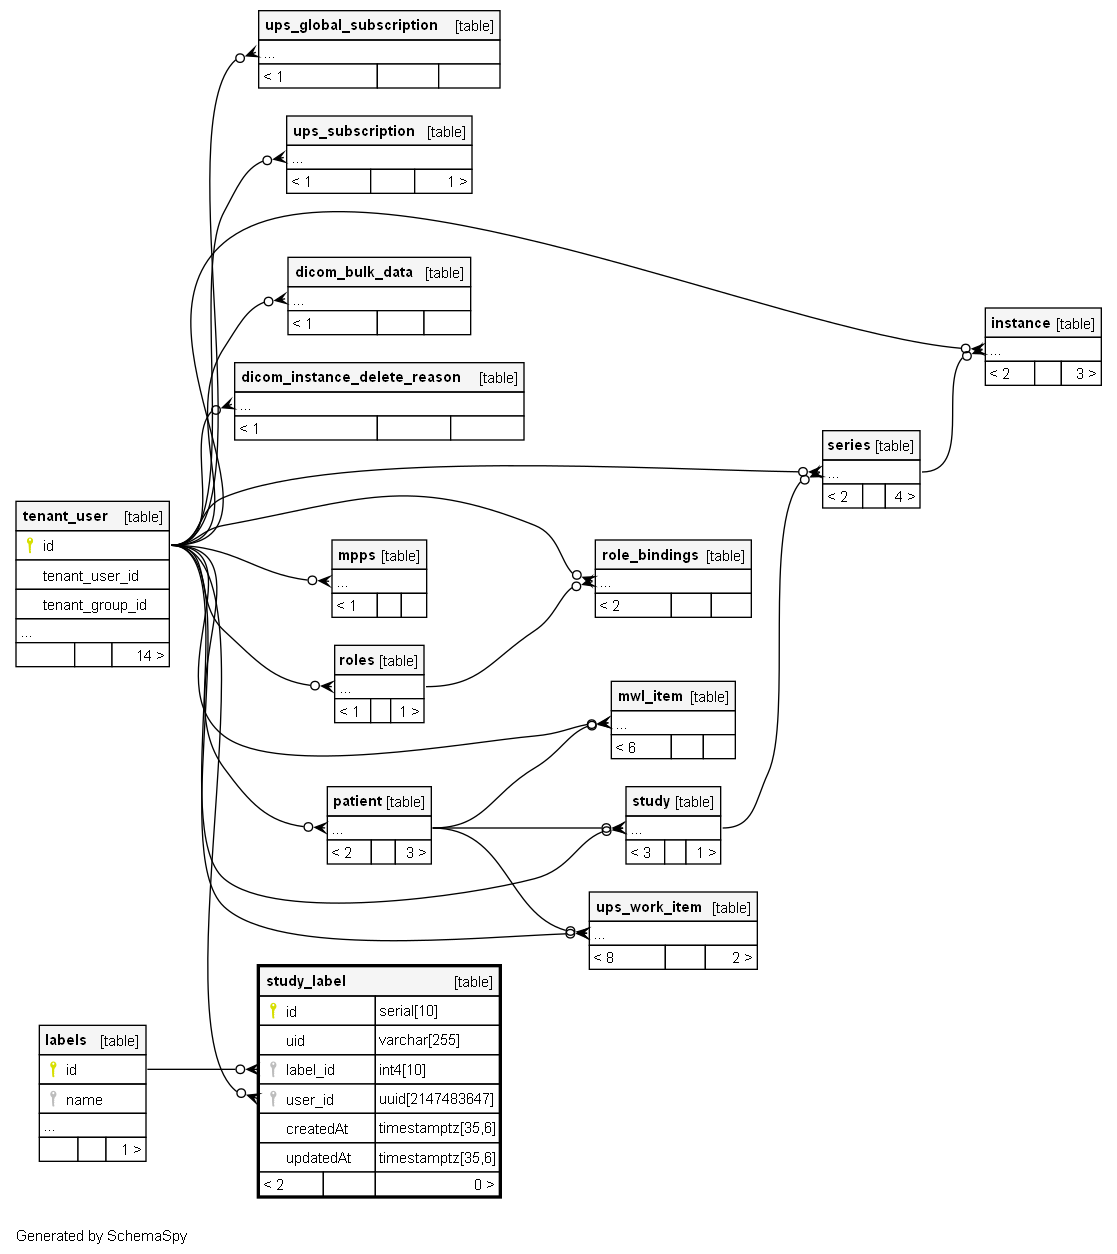 ups_global_subscription [table]
...
< 1
ups_subscription [table]
...
< 1 1 >
dicom_bulk_data [table]
...
< 1
instance [table]
...
< 2 3 >
dicom_instance_delete_reason [table]
...
< 1
series [table]
...
< 2 4 >
tenant_user [table]
id
tenant_user_id
tenant_group_id
...
14 >
mpps [table]
...
< 1
role_bindings [table]
...
< 2
roles [table]
...
< 1 1 >
mwl_item [table]
...
< 6
patient [table]
...
< 2 3 >
study [table]
...
< 3 1 >
ups_work_item [table]
...
< 8 2 >
study_label [table]
id serial[10]
uid varchar[255]
label_id int4[10]
user_id uuid[2147483647]
createdAt timestamptz[35,6]
updatedAt timestamptz[35,6]
< 2 0 >
labels [table]
id
name
...
1 >
Generated by SchemaSpy